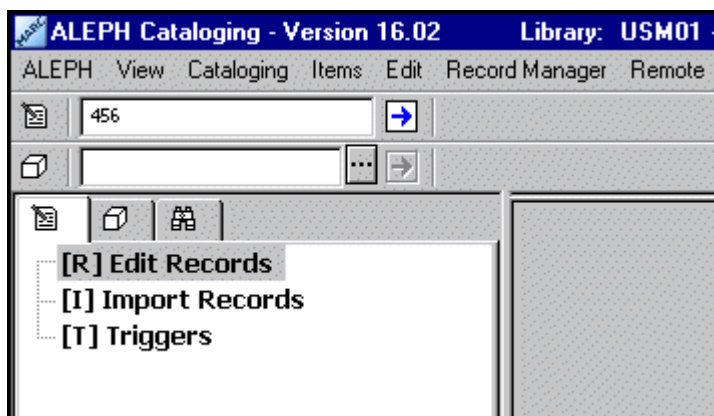 MARC ALEPH Cataloging - Version 16.02 Library: USM01 -
ALEPH View Cataloging Items Edit Record Manager Remote
456
...
[R] Edit Records
[I] Import Records
[T] Triggers